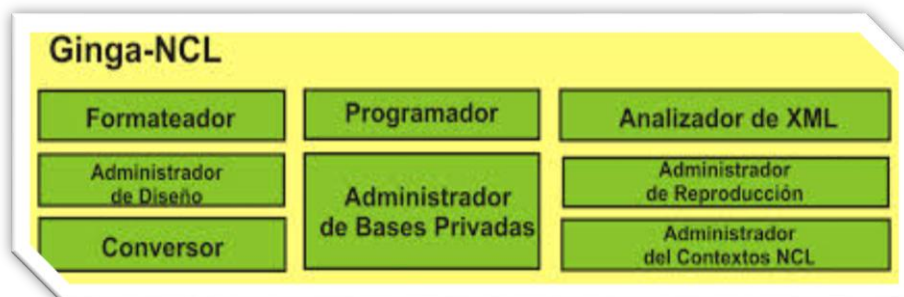 Ginga-NCL
Formateador
Programador
Analizador de XML
Administrador
de Diseño
Administrador
de Bases Privadas
Administrador
de Reproducción
Conversor
Administrador
del Contextos NCL